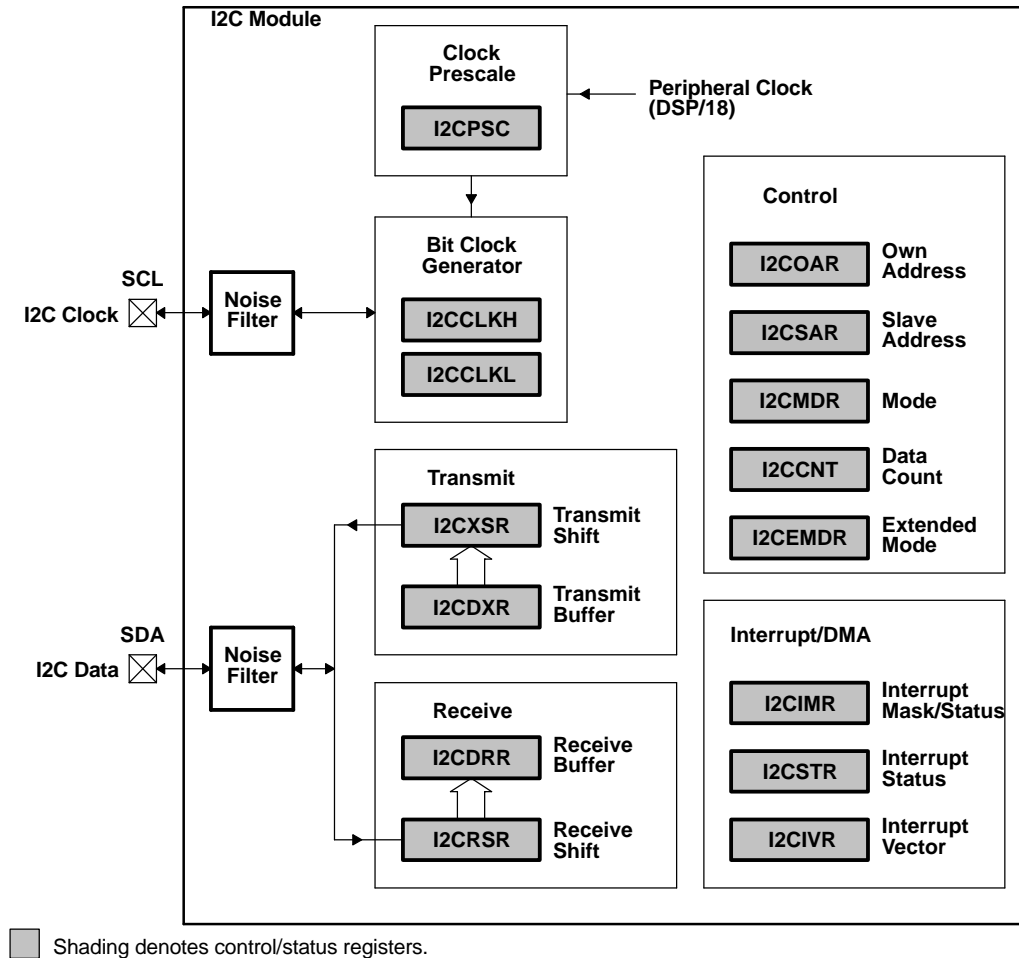 I2C Module
Clock
Prescale
I2CPSC
Peripheral Clock
(DSP/18)
Bit Clock
Generator
I2CCLKH
I2CCLKL
SCL
I2C Clock
Noise
Filter
Control
I2COAR
Own
Address
I2CSAR
Slave
Address
I2CMDR
Mode
I2CCNT
Data
Count
I2CEMDR
Extended
Mode
Transmit
I2CXSR
Transmit
Shift
I2CDXR
Transmit
Buffer
SDA
I2C Data
Noise
Filter
Receive
I2CDRR
Receive
Buffer
I2CRSR
Receive
Shift
Interrupt/DMA
I2CIMR
Interrupt
Mask/Status
I2CSTR
Interrupt
Status
I2CIVR
Interrupt
Vector
Shading denotes control/status registers.